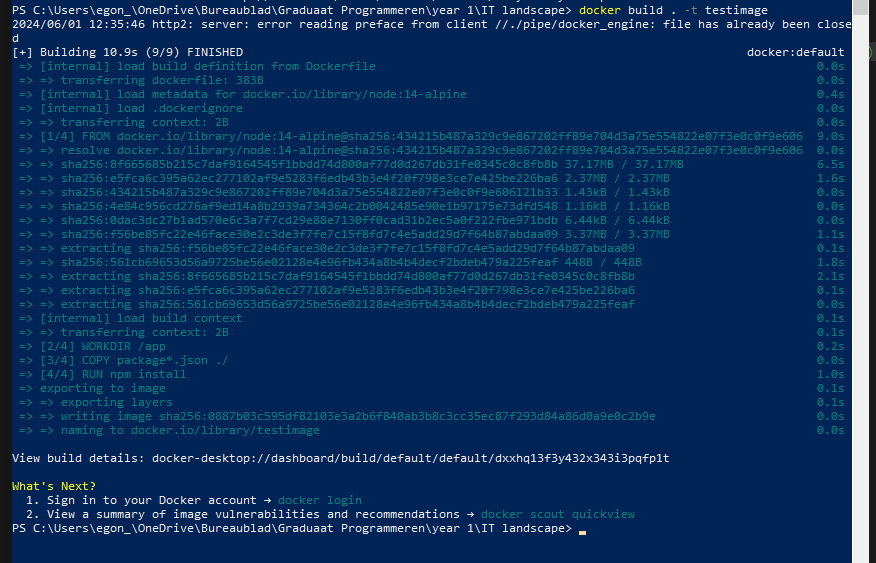 PS C:\Users\egon_\OneDrive\Bureaublad\Graduaat Programmeren\year 1\IT landscape> docker build . -t testimage
2024/06/01 12:35:46 http2: server: error reading preface from client //./pipe/docker_engine: file has already been close
d
[+] Building 10.9s (9/9) FINISHED docker:default
=> [internal] load build definition from Dockerfile 0.0s
=> => transferring dockerfile: 383B 0.0s
=> [internal] load metadata for docker.io/library/node:14-alpine 0.4s
=> [internal] load .dockerignore 0.0s
=> => transferring context: 2B 0.0s
=> [1/4] FROM docker.io/library/node:14-alpine@sha256:434215b487a329c9e867202ff89e704d3a75e554822e07f3e0c0f9e606 9.0s
=> => resolve docker.io/library/node:14-alpine@sha256:434215b487a329c9e867202ff89e704d3a75e554822e07f3e0c0f9e606 0.0s
=> => sha256:8f665685b215c7daf9164545f1bbdd74d800af77d0d267db31fe0345c0c8fb8b 37.17MB / 37.17MB 6.5s
=> => sha256:e5fca6c395a62ec277102af9e5283f6edb43b3e4f20f798e3ce7e425be226ba6 2.37MB / 2.37MB 1.6s
=> => sha256:434215b487a329c9e867202ff89e704d3a75e554822e07f3e0c0f9e606121b33 1.43kB / 1.43kB 0.0s
=> => sha256:4e84c956cd276af9ed14a8b2939a734364c2b0042485e90e1b97175e73dfd548 1.16kB / 1.16kB 0.0s
=> => sha256:0dac3dc27b1ad570e6c3a7f7cd29e88e7130ff0cad31b2ec5a0f222fbe971bdb 6.44kB / 6.44kB 0.0s
=> => sha256:f56be85fc22e46face30e2c3de3f7fe7c15f8fd7c4e5add29d7f64b87abdaa09 3.37MB / 3.37MB 1.1s
=> => extracting sha256:f56be85fc22e46face30e2c3de3f7fe7c15f8fd7c4e5add29d7f64b87abdaa09 0.1s
=> => sha256:561cb69653d56a9725be56e02128e4e96fb434a8b4b4decf2bdeb479a225feaf 448B / 448B 1.8s
=> => extracting sha256:8f665685b215c7daf9164545f1bbdd74d800af77d0d267db31fe0345c0c8fb8b 2.1s
=> => extracting sha256:e5fca6c395a62ec277102af9e5283f6edb43b3e4f20f798e3ce7e425be226ba6 0.1s
=> => extracting sha256:561cb69653d56a9725be56e02128e4e96fb434a8b4b4decf2bdeb479a225feaf 0.0s
=> [internal] load build context 0.1s
=> => transferring context: 2B 0.1s
=> [2/4] WORKDIR /app 0.2s
=> [3/4] COPY package*.json ./ 0.0s
=> [4/4] RUN npm install 1.0s
=> exporting to image 0.1s
=> => exporting layers 0.1s
=> => writing image sha256:0887b03c595df82103e3a2b6f840ab3b8c3cc35ec87f293d84a86d0a9e0c2b9e 0.0s
=> => naming to docker.io/library/testimage 0.0s
View build details: docker-desktop://dashboard/build/default/default/dxxhq13f3y432x343i3pqfp1t
What's Next?
1. Sign in to your Docker account → docker login
2. View a summary of image vulnerabilities and recommendations → docker scout quickview
PS C:\Users\egon_\OneDrive\Bureaublad\Graduaat Programmeren\year 1\IT landscape>